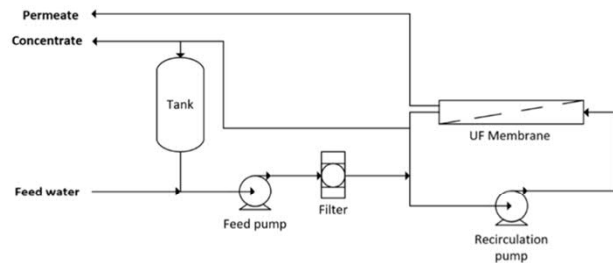 Permeate
Concentrate
Tank
UF Membrane
Feed water
Feed pump
Filter
Recirculation
pump